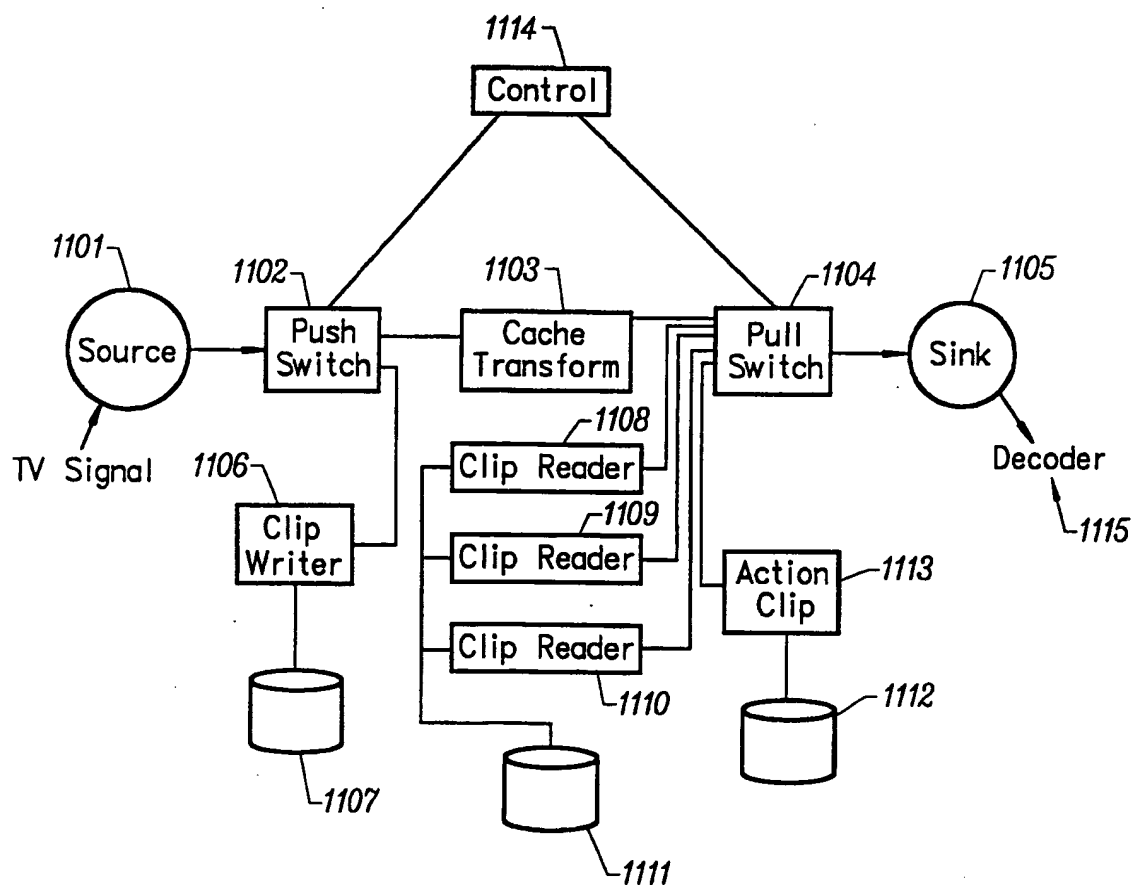 1114
Control
1101
1102
1103
1104
1105
Source
Push
Switch
Cache
Transform
Pull
Switch
Sink
TV Signal
1106
Clip
Writer
1108
Clip Reader
1109
Clip Reader
Clip Reader
1110
Decoder
1115
Action
Clip
1113
1107
1111
1112